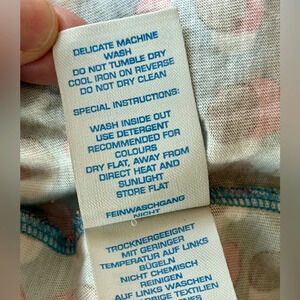 DELICATE MACHINE
WASH
DO NOT TUMBLE DRY
COOL IRON ON REVERSE
DO NOT DRY CLEAN
SPECIAL INSTRUCTIONS:
WASH INSIDE OUT
USE DETERGENT
RECOMMENDED FOR
COLOURS
DRY FLAT, AWAY FROM
DIRECT HEAT AND
SUNLIGHT
STORE FLAT
FEINWASCHGANG
NICHT
TROCKNERGEEIGNET
MIT GERINGER
TEMPERATUR AUF LINKS
BÜGELN
NICHT CHEMISCH
REINIGEN
AUF LINKS WASCHEN
TEXTILIEN